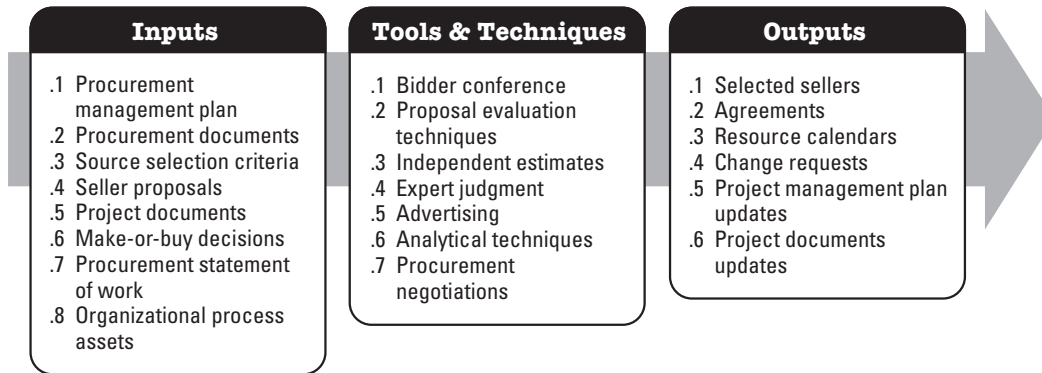 Inputs
.1 Procurement
management plan
.2 Procurement documents
.3 Source selection criteria
.4 Seller proposals
.5 Project documents
.6 Make-or-buy decisions
.7 Procurement statement
of work
.8 Organizational process
assets
Tools & Techniques
.1 Bidder conference
.2 Proposal evaluation
techniques
.3 Independent estimates
.4 Expert judgment
.5 Advertising
.6 Analytical techniques
.7 Procurement
negotiations
Outputs
.1 Selected sellers
.2 Agreements
.3 Resource calendars
.4 Change requests
.5 Project management plan
updates
.6 Project documents
updates